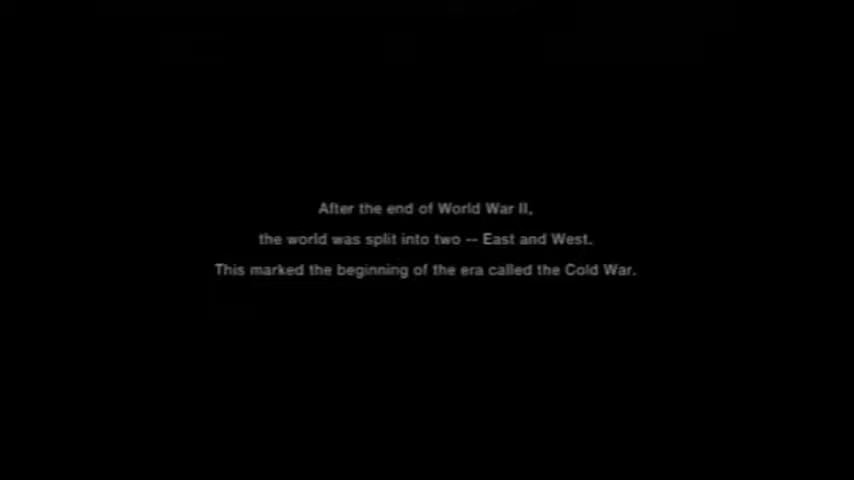 After the end of World War II,
the world was split into two -- East and West.
This marked the beginning of the era called the Cold War.